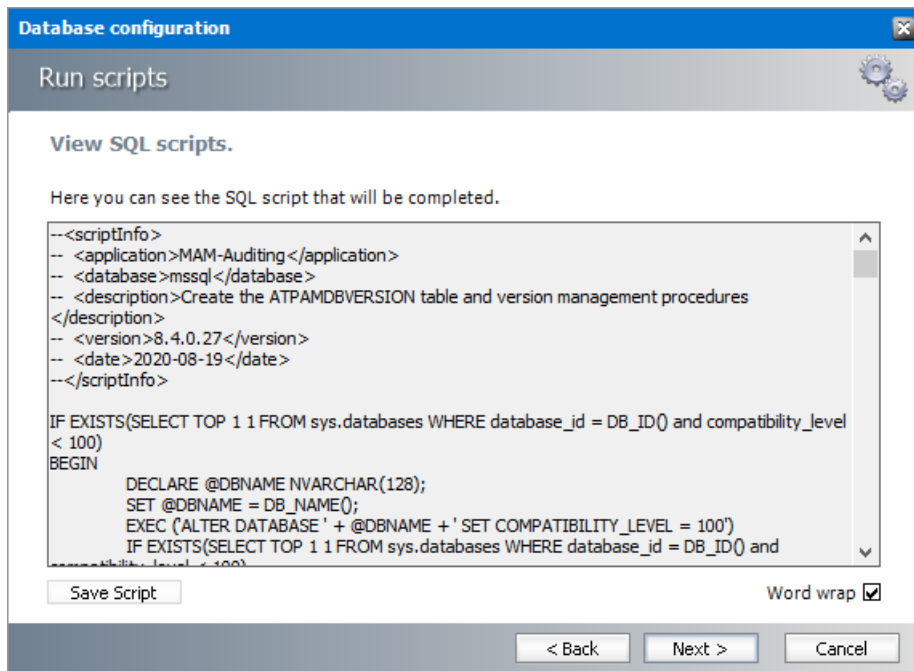 Database configuration
Run scripts
View SQL scripts.
Here you can see the SQL script that will be completed.
--<scriptInfo>
-- <application>MAM-Auditing</application>
-- <database>mssql</database>
-- <description>Create the ATPAMDBVERSION table and version management procedures
</description>
-- <version>8.4.0.27</version>
-- <date>2020-08-19</date>
--</scriptInfo>
IF EXISTS(SELECT TOP 1 1 FROM sys.databases WHERE database_id = DB_ID() and compatibility_level
< 100)
BEGIN
DECLARE @DBNAME NVARCHAR(128);
SET @DBNAME = DB_NAME();
EXEC ('ALTER DATABASE ' + @DBNAME + ' SET COMPATIBILITY_LEVEL = 100')
IF EXISTS(SELECT TOP 1 1 FROM sys.databases WHERE database_id = DB_ID() and
compatibility_level < 100)
Save Script
Word wrap
< Back
Next >
Cancel